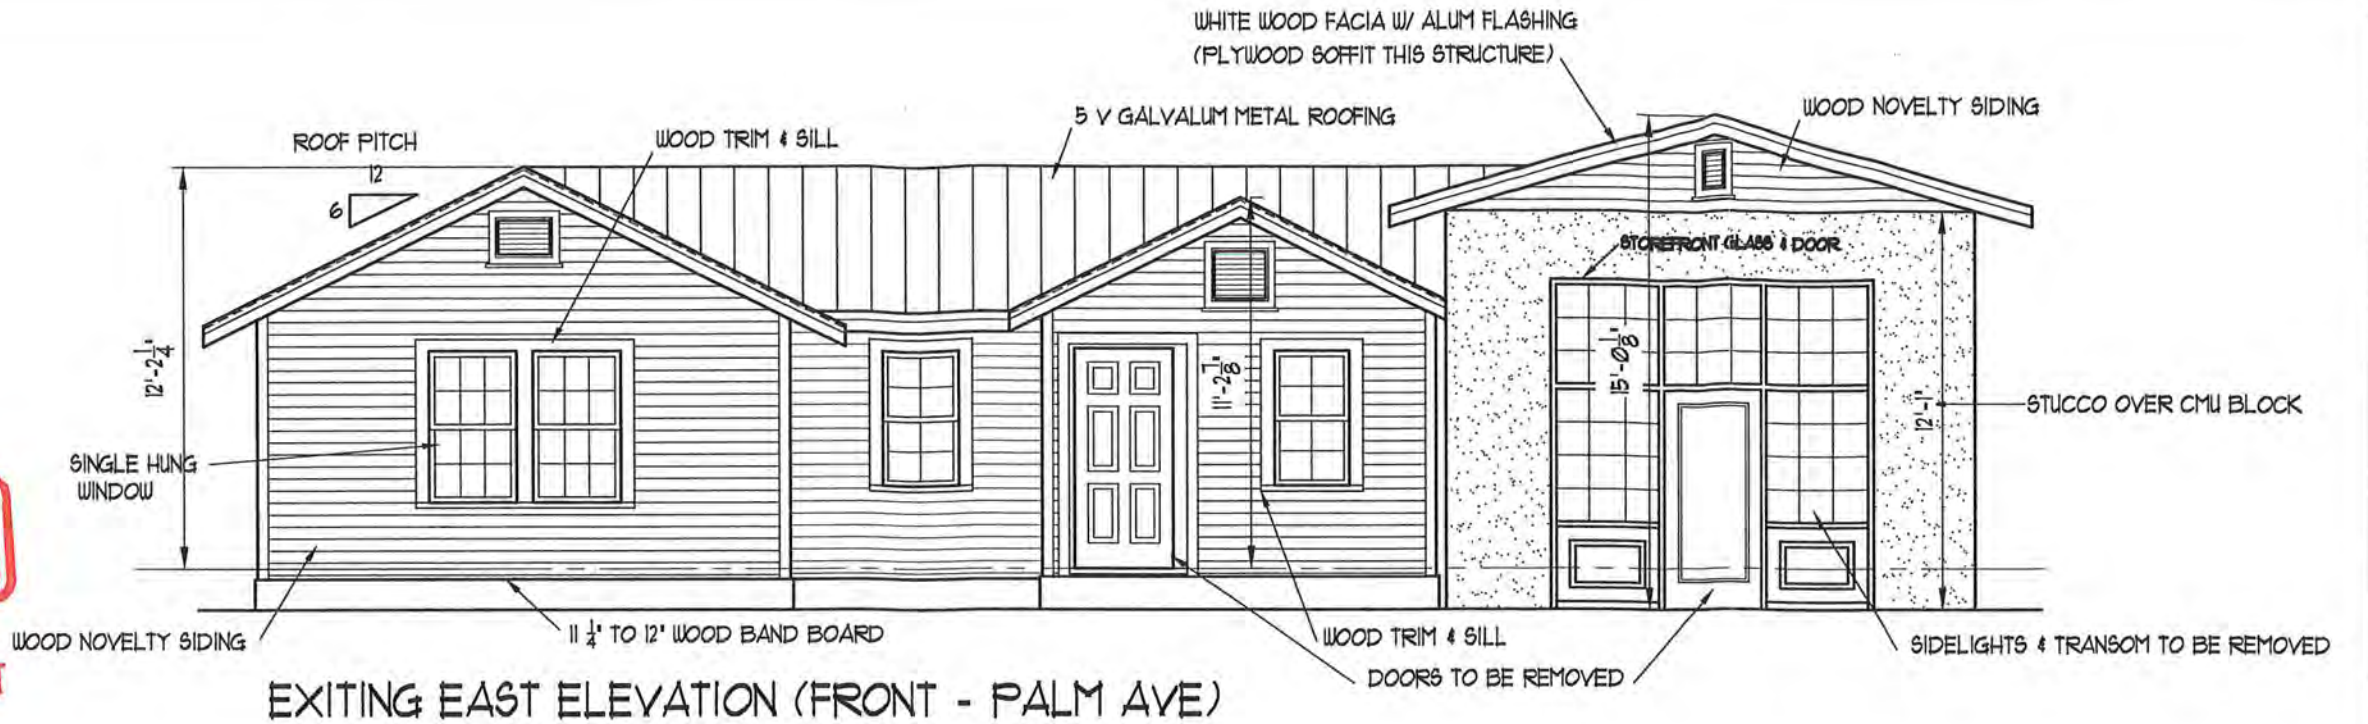 WHITE WOOD FACIA W/ ALUM FLASHING
(PLYWOOD SOFFIT THIS STRUCTURE)
5 V GALVALUM METAL ROOFING
WOOD NOVELTY SIDING
ROOF PITCH
12
6
WOOD TRIM & SILL
STOREFRONT GLASS & DOOR
12'-2 1/4"
11'-2 7/8"
15'-0 1/8"
12'-1"
STUCCO OVER CMU BLOCK
SINGLE HUNG
WINDOW
WOOD NOVELTY SIDING
11 1/4" TO 12" WOOD BAND BOARD
WOOD TRIM & SILL
DOORS TO BE REMOVED
SIDELIGHTS & TRANSOM TO BE REMOVED
EXITING EAST ELEVATION (FRONT - PALM AVE)